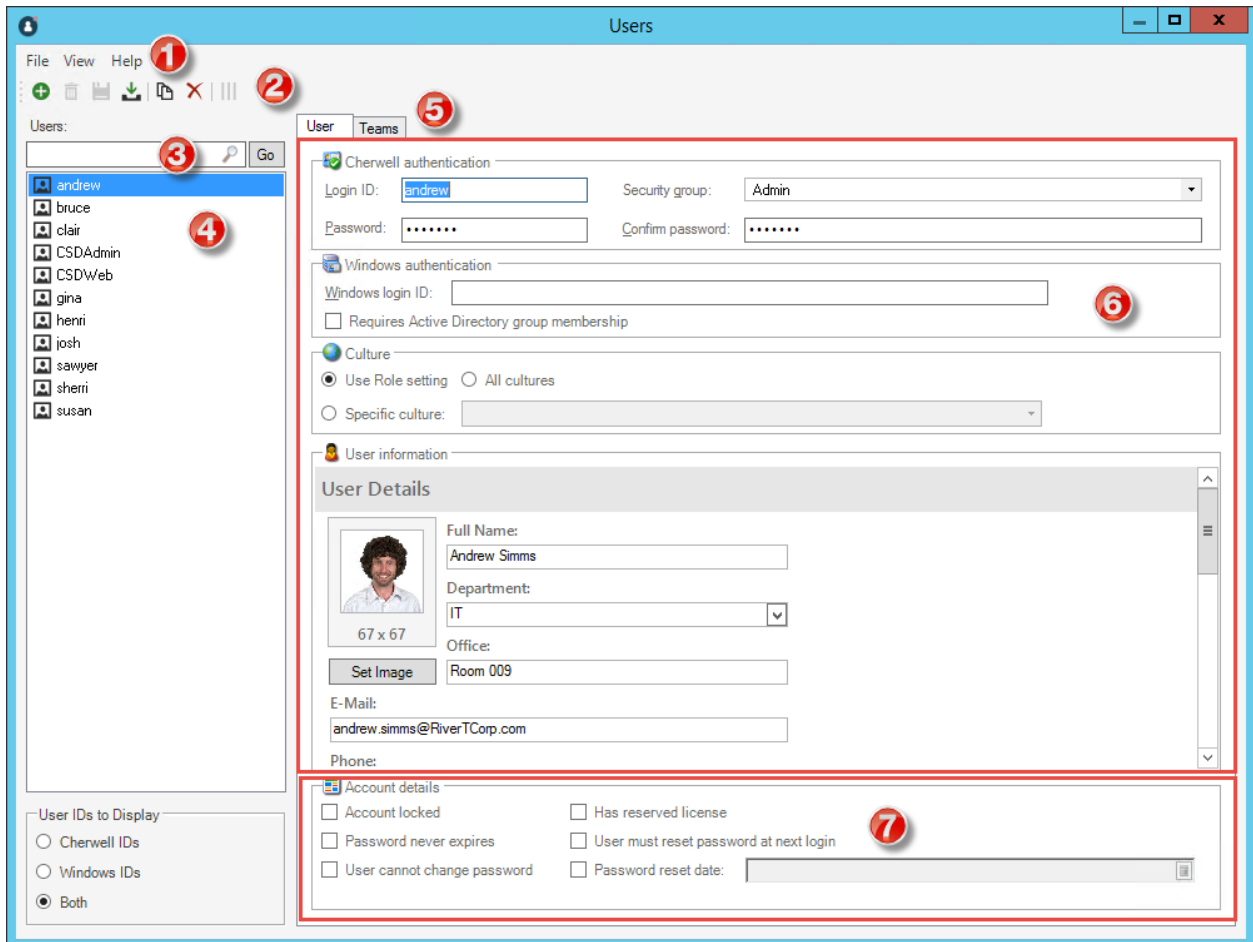 Users
File View Help 1
2
Users:
3 Go
andrew
bruce
clair
CSDAdmin
CSDWeb
gina
henri
josh
sawyer
sherri
susan
4
User IDs to Display
Cherwell IDs
Windows IDs
Both
User Teams 5
Cherwell authentication
Login ID: andrew Security group: Admin
Password: ••••••• Confirm password: •••••••
Windows authentication
Windows login ID:
6
Requires Active Directory group membership
Culture
Use Role setting All cultures
Specific culture:
User information
User Details
67 x 67
Set Image
Full Name:
Andrew Simms
Department:
IT
Office:
Room 009
E-Mail:
andrew.simms@RiverTCorp.com
Phone:
Account details
Account locked Has reserved license
7
Password never expires User must reset password at next login
User cannot change password Password reset date: